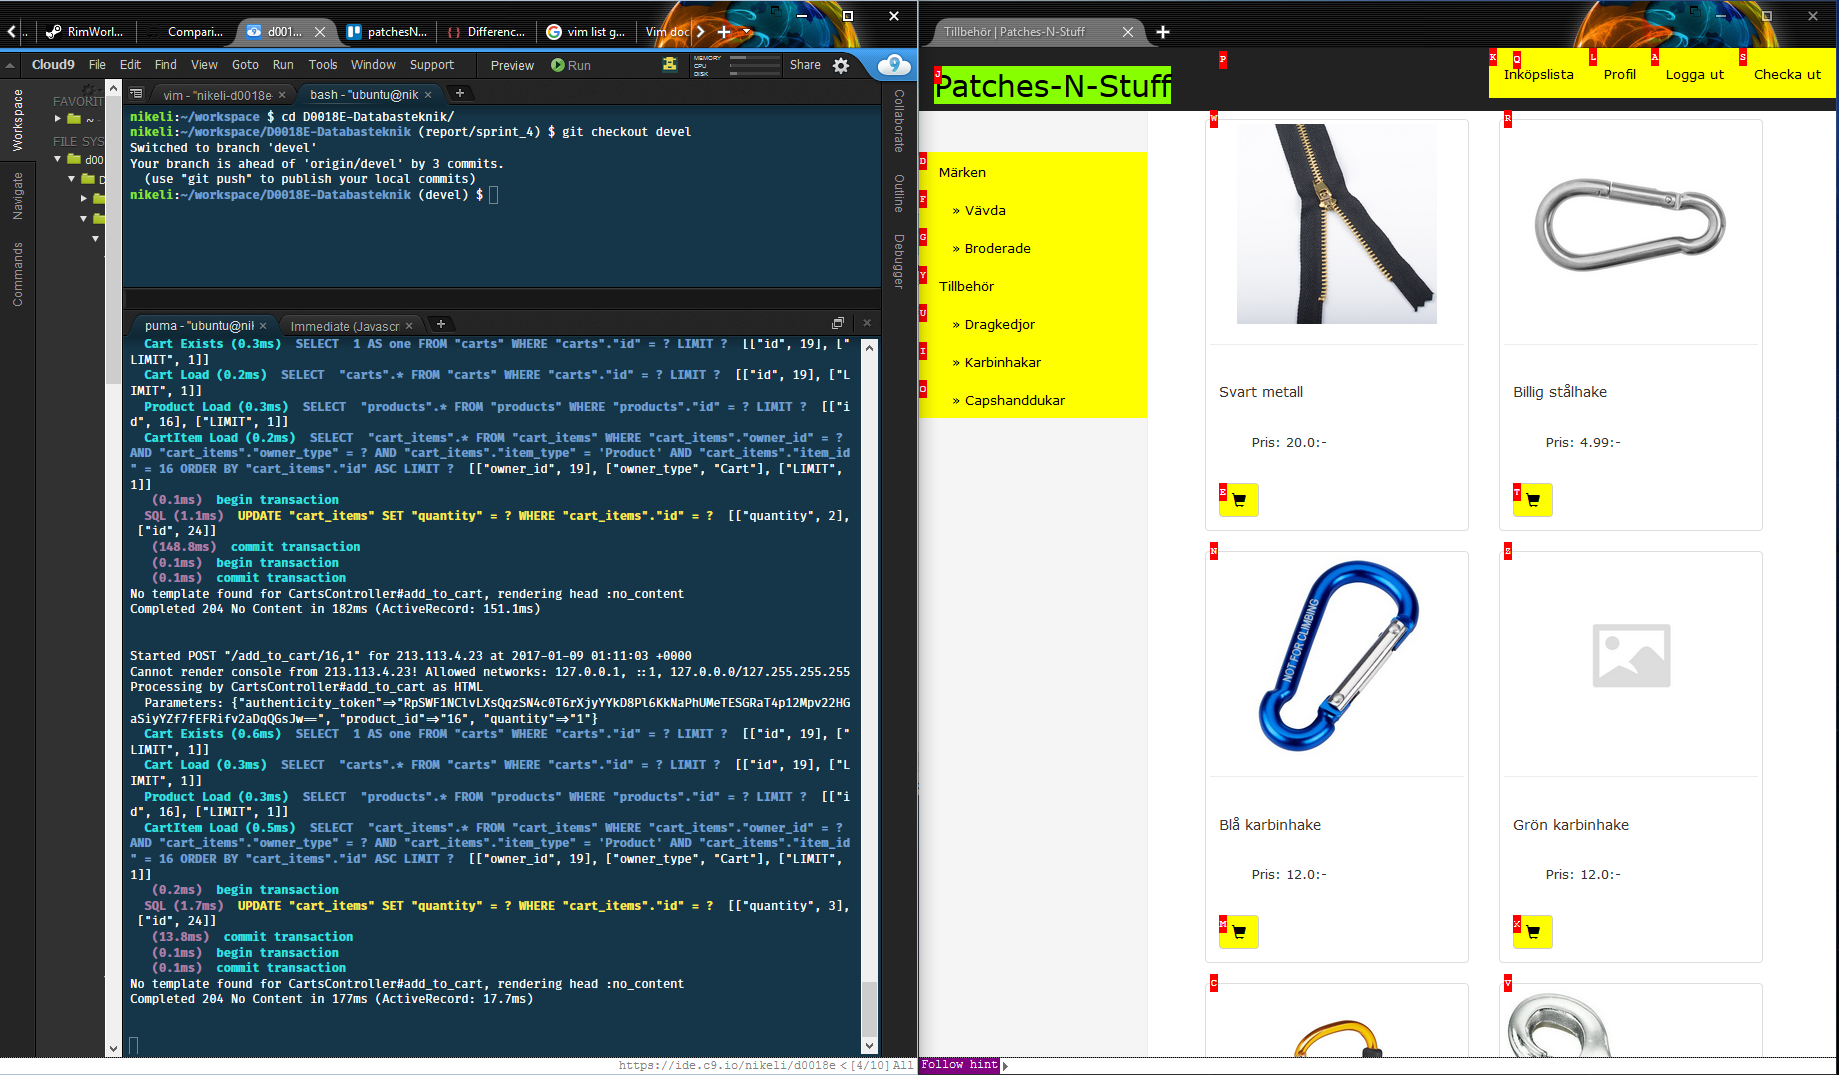 RimWorl...
Compari...
d001...
patchesN...
Differenc...
vim list g...
Vim doc
Cloud9 File Edit Find View Goto Run Tools Window Support Preview Run
MEMORY
CPU
DISK
Share
Workspace
Navigate
Commands
FAVORIT
~
FILE SYS
d00
D
vim - "nikeli-d0018e
bash - "ubuntu@nik
nikeli:~/workspace $ cd D0018E-Databasteknik/
nikeli:~/workspace/D0018E-Databasteknik (report/sprint_4) $ git checkout devel
Switched to branch 'devel'
Your branch is ahead of 'origin/devel' by 3 commits.
(use "git push" to publish your local commits)
nikeli:~/workspace/D0018E-Databasteknik (devel) $
Collaborate
Outline
Debugger
puma - "ubuntu@nik
Immediate (Javascr
Cart Exists (0.3ms) SELECT 1 AS one FROM "carts" WHERE "carts"."id" = ? LIMIT ? [["id", 19], ["
LIMIT", 1]]
Cart Load (0.2ms) SELECT "carts".* FROM "carts" WHERE "carts"."id" = ? LIMIT ? [["id", 19], ["L
IMIT", 1]]
Product Load (0.3ms) SELECT "products".* FROM "products" WHERE "products"."id" = ? LIMIT ? [["i
d", 16], ["LIMIT", 1]]
CartItem Load (0.2ms) SELECT "cart_items".* FROM "cart_items" WHERE "cart_items"."owner_id" = ?
AND "cart_items"."owner_type" = ? AND "cart_items"."item_type" = 'Product' AND "cart_items"."item_id
" = 16 ORDER BY "cart_items"."id" ASC LIMIT ? [["owner_id", 19], ["owner_type", "Cart"], ["LIMIT",
1]]
(0.1ms) begin transaction
SQL (1.1ms) UPDATE "cart_items" SET "quantity" = ? WHERE "cart_items"."id" = ? [["quantity", 2],
["id", 24]]
(148.8ms) commit transaction
(0.1ms) begin transaction
(0.1ms) commit transaction
No template found for CartsController#add_to_cart, rendering head :no_content
Completed 204 No Content in 182ms (ActiveRecord: 151.1ms)
Started POST "/add_to_cart/16,1" for 213.113.4.23 at 2017-01-09 01:11:03 +0000
Cannot render console from 213.113.4.23! Allowed networks: 127.0.0.1, ::1, 127.0.0.0/127.255.255.255
Processing by CartsController#add_to_cart as HTML
Parameters: {"authenticity_token"=>"RpSWF1NClvLXsQqzSN4c0T6rXjyYYkD8Pl6KkNaPhUMeTESGRaT4p12Mpv22HG
aSiyYZf7fEFRifv2aDqQGsJw==", "product_id"=>"16", "quantity"=>"1"}
Cart Exists (0.6ms) SELECT 1 AS one FROM "carts" WHERE "carts"."id" = ? LIMIT ? [["id", 19], ["
LIMIT", 1]]
Cart Load (0.3ms) SELECT "carts".* FROM "carts" WHERE "carts"."id" = ? LIMIT ? [["id", 19], ["L
IMIT", 1]]
Product Load (0.3ms) SELECT "products".* FROM "products" WHERE "products"."id" = ? LIMIT ? [["i
d", 16], ["LIMIT", 1]]
CartItem Load (0.5ms) SELECT "cart_items".* FROM "cart_items" WHERE "cart_items"."owner_id" = ?
AND "cart_items"."owner_type" = ? AND "cart_items"."item_type" = 'Product' AND "cart_items"."item_id
" = 16 ORDER BY "cart_items"."id" ASC LIMIT ? [["owner_id", 19], ["owner_type", "Cart"], ["LIMIT",
1]]
(0.2ms) begin transaction
SQL (1.7ms) UPDATE "cart_items" SET "quantity" = ? WHERE "cart_items"."id" = ? [["quantity", 3],
["id", 24]]
(13.8ms) commit transaction
(0.1ms) begin transaction
(0.1ms) commit transaction
No template found for CartsController#add_to_cart, rendering head :no_content
Completed 204 No Content in 177ms (ActiveRecord: 17.7ms)
https://ide.c9.io/nikeli/d0018e <[4/10] All
Tillbehör | Patches-N-Stuff
J
Patches-N-Stuff
P
K Q L A S
Inköpslista Profil Logga ut Checka ut
D
Märken
F
» Vävda
G
» Broderade
Y
Tillbehör
U
» Dragkedjor
I
» Karbinhakar
O
» Capshanddukar
W
Svart metall
Pris: 20.0:-
E
R
Billig stålhake
Pris: 4.99:-
T
N
NOT FOR CLIMBING
Blå karbinhake
Pris: 12.0:-
M
Z
Grön karbinhake
Pris: 12.0:-
X
C
V
Follow hint